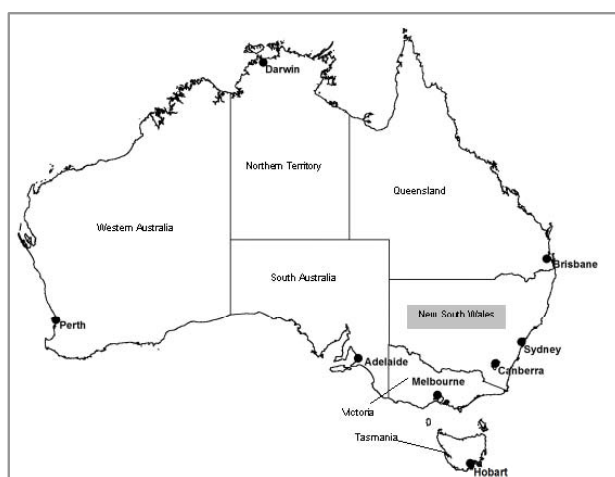 Darwin
Northern Territory
Queensland
Western Australia
Brisbane
South Australia
New South Wales
Perth
Sydney
Adelaide
Canberra
Melbourne
Victoria
Tasmania
Hobart